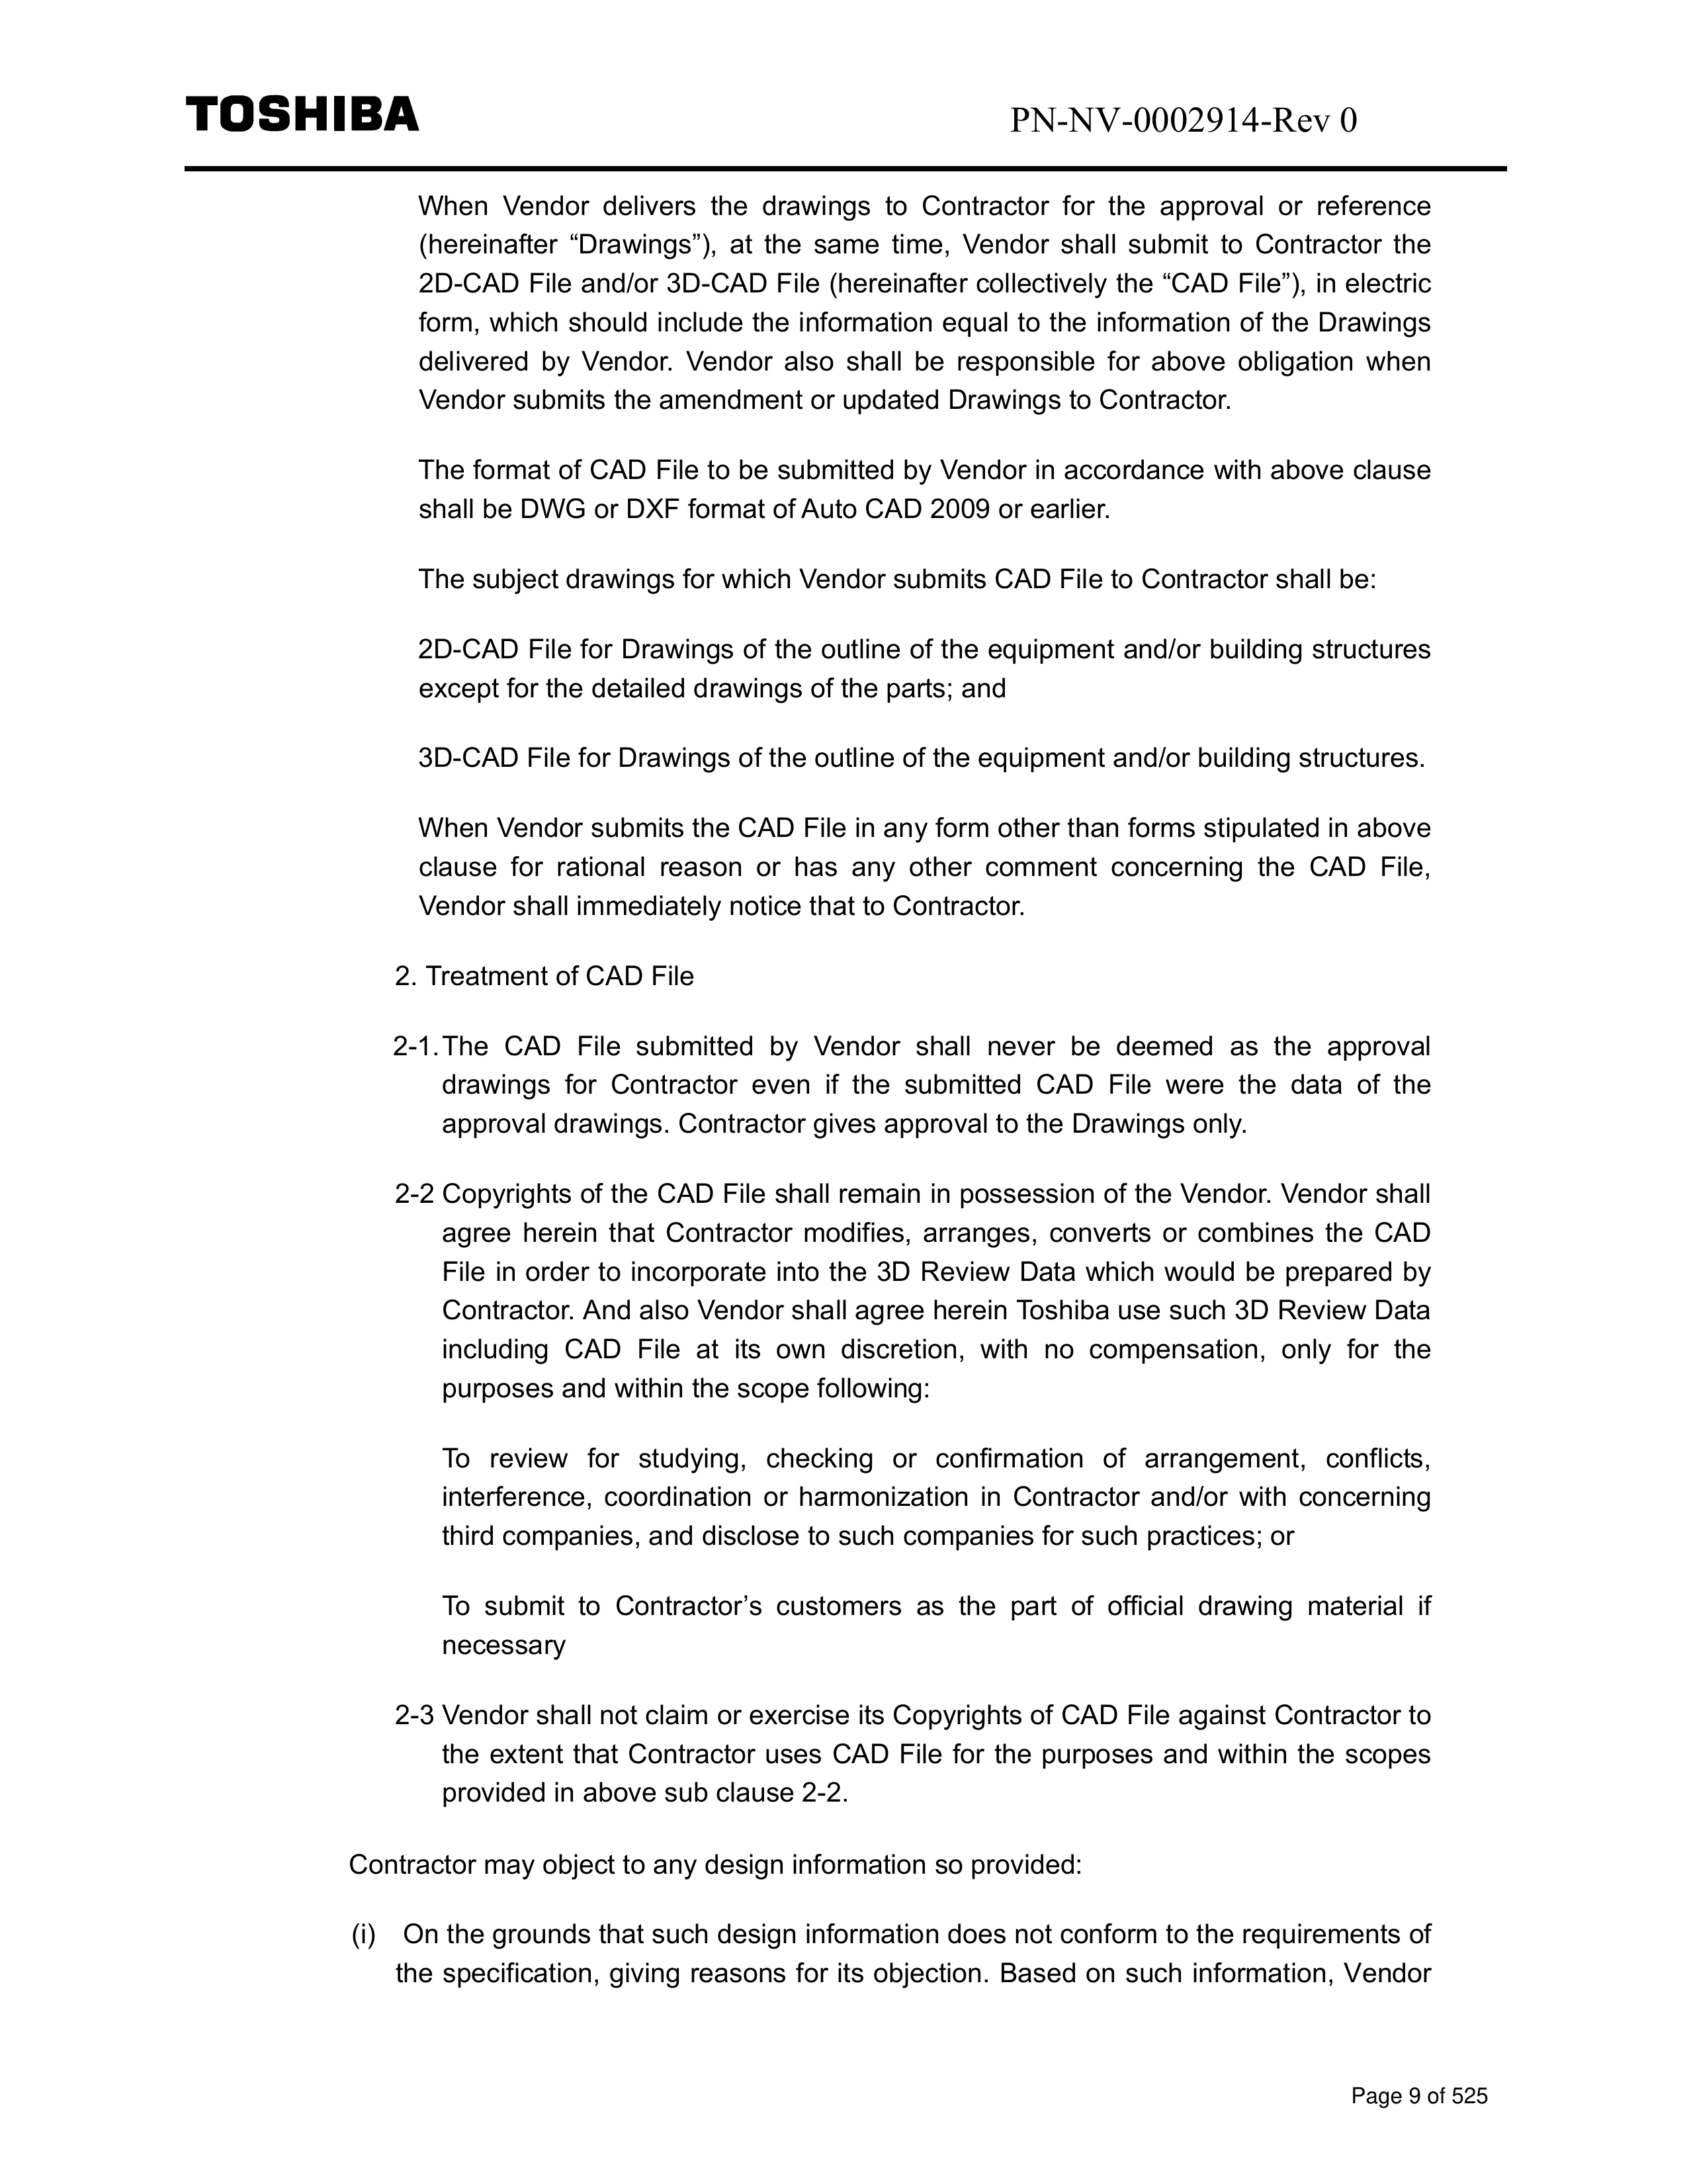 TOSHIBA
PN-NV-0002914-Rev 0
When Vendor delivers the drawings to Contractor for the approval or reference
(hereinafter “Drawings”), at the same time, Vendor shall submit to Contractor the
2D-CAD File and/or 3D-CAD File (hereinafter collectively the “CAD File”), in electric
form, which should include the information equal to the information of the Drawings
delivered by Vendor. Vendor also shall be responsible for above obligation when
Vendor submits the amendment or updated Drawings to Contractor.
The format of CAD File to be submitted by Vendor in accordance with above clause
shall be DWG or DXF format of Auto CAD 2009 or earlier.
The subject drawings for which Vendor submits CAD File to Contractor shall be:
2D-CAD File for Drawings of the outline of the equipment and/or building structures
except for the detailed drawings of the parts; and
3D-CAD File for Drawings of the outline of the equipment and/or building structures.
When Vendor submits the CAD File in any form other than forms stipulated in above
clause for rational reason or has any other comment concerning the CAD File,
Vendor shall immediately notice that to Contractor.
2. Treatment of CAD File
2-1. The CAD File submitted by Vendor shall never be deemed as the approval
drawings for Contractor even if the submitted CAD File were the data of the
approval drawings. Contractor gives approval to the Drawings only.
2-2 Copyrights of the CAD File shall remain in possession of the Vendor. Vendor shall
agree herein that Contractor modifies, arranges, converts or combines the CAD
File in order to incorporate into the 3D Review Data which would be prepared by
Contractor. And also Vendor shall agree herein Toshiba use such 3D Review Data
including CAD File at its own discretion, with no compensation, only for the
purposes and within the scope following:
To review for studying, checking or confirmation of arrangement, conflicts,
interference, coordination or harmonization in Contractor and/or with concerning
third companies, and disclose to such companies for such practices; or
To submit to Contractor’s customers as the part of official drawing material if
necessary
2-3 Vendor shall not claim or exercise its Copyrights of CAD File against Contractor to
the extent that Contractor uses CAD File for the purposes and within the scopes
provided in above sub clause 2-2.
Contractor may object to any design information so provided:
(i) On the grounds that such design information does not conform to the requirements of
the specification, giving reasons for its objection. Based on such information, Vendor
Page 9 of 525